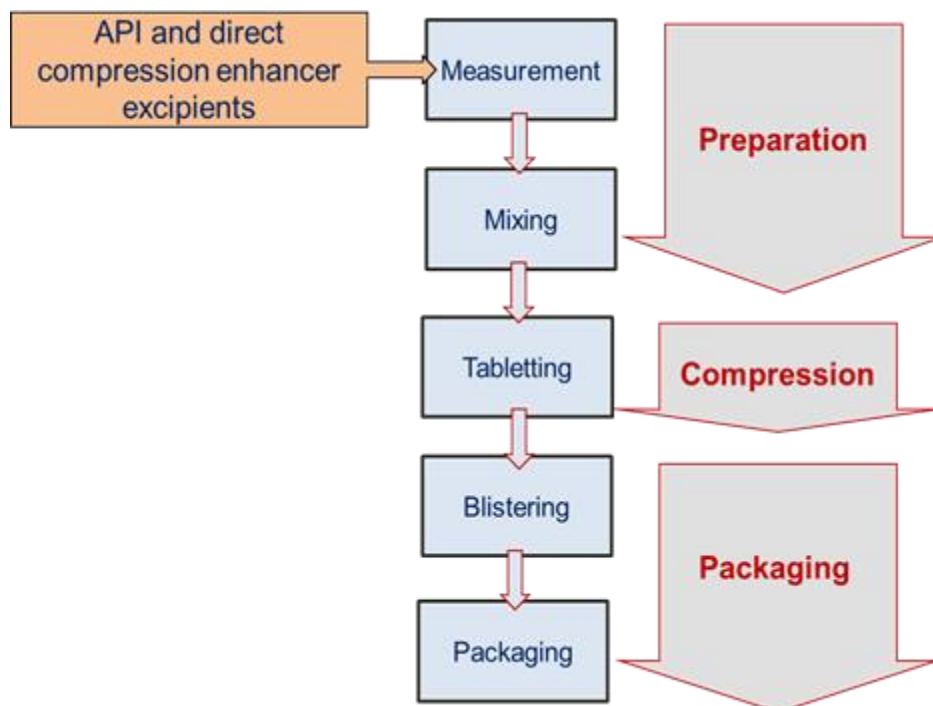 API and direct
compression enhancer
excipients
Measurement
Preparation
Mixing
Tabletting
Compression
Blistering
Packaging
Packaging